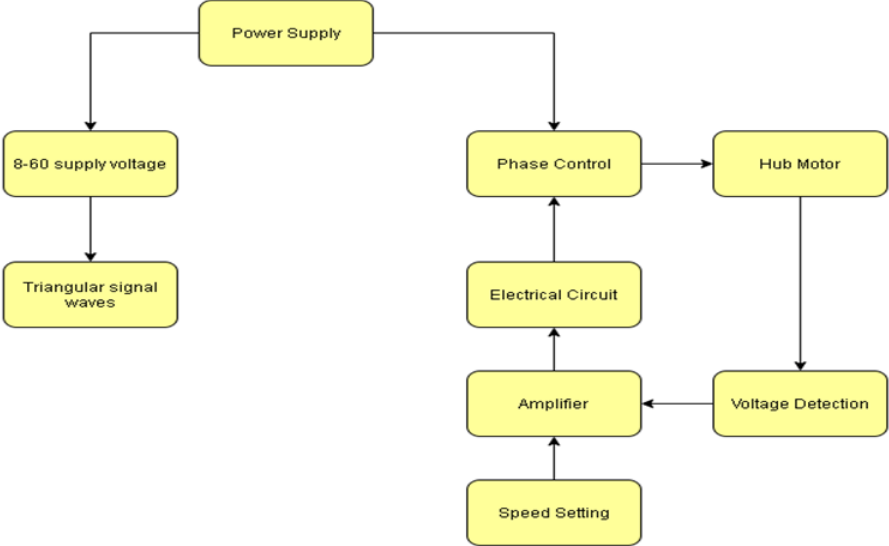 Power Supply
8-60 supply voltage
Phase Control
Hub Motor
Triangular signal
waves
Electrical Circuit
Amplifier
Voltage Detection
Speed Setting